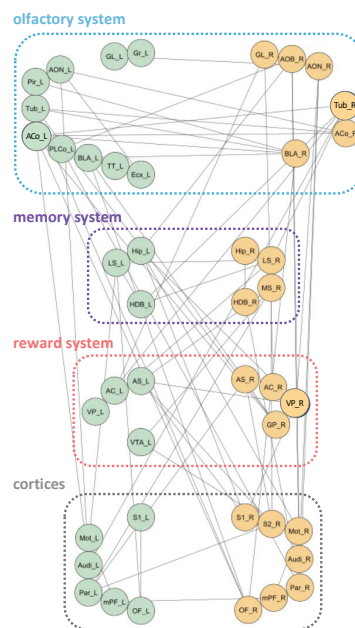 olfactory system
GL_L Gr_L GL_R AOB_R AON_R
AON_L
Pir_L
Tub_L Tub_R
ACo_L ACo_R
PLCo_L BLA_L BLA_R
TT_L
Ecx_L
memory system
LS_L Hip_L Hip_R LS_R
MS_R
HDB_L HDB_R
reward system
AC_L AS_L AS_R AC_R
VP_L VP_R
GP_R
VTA_L
cortices
S1_L S1_R S2_R
Mot_L Mot_R
Audi_L Audi_R
Par_L Par_R
mPF_L mPF_R
OF_L OF_R